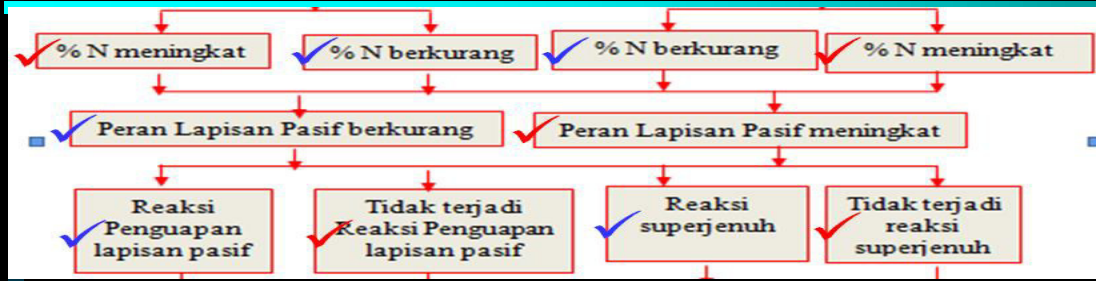 % N meningkat
% N berkurang
% N berkurang
% N meningkat
Peran Lapisan Pasif berkurang
Peran Lapisan Pasif meningkat
Reaksi
Penguapan
lapisan pasif
Tidak terjadi
Reaksi Penguapan
lapisan pasif
Reaksi
superjenuh
Tidak terjadi
reaksi
superjenuh